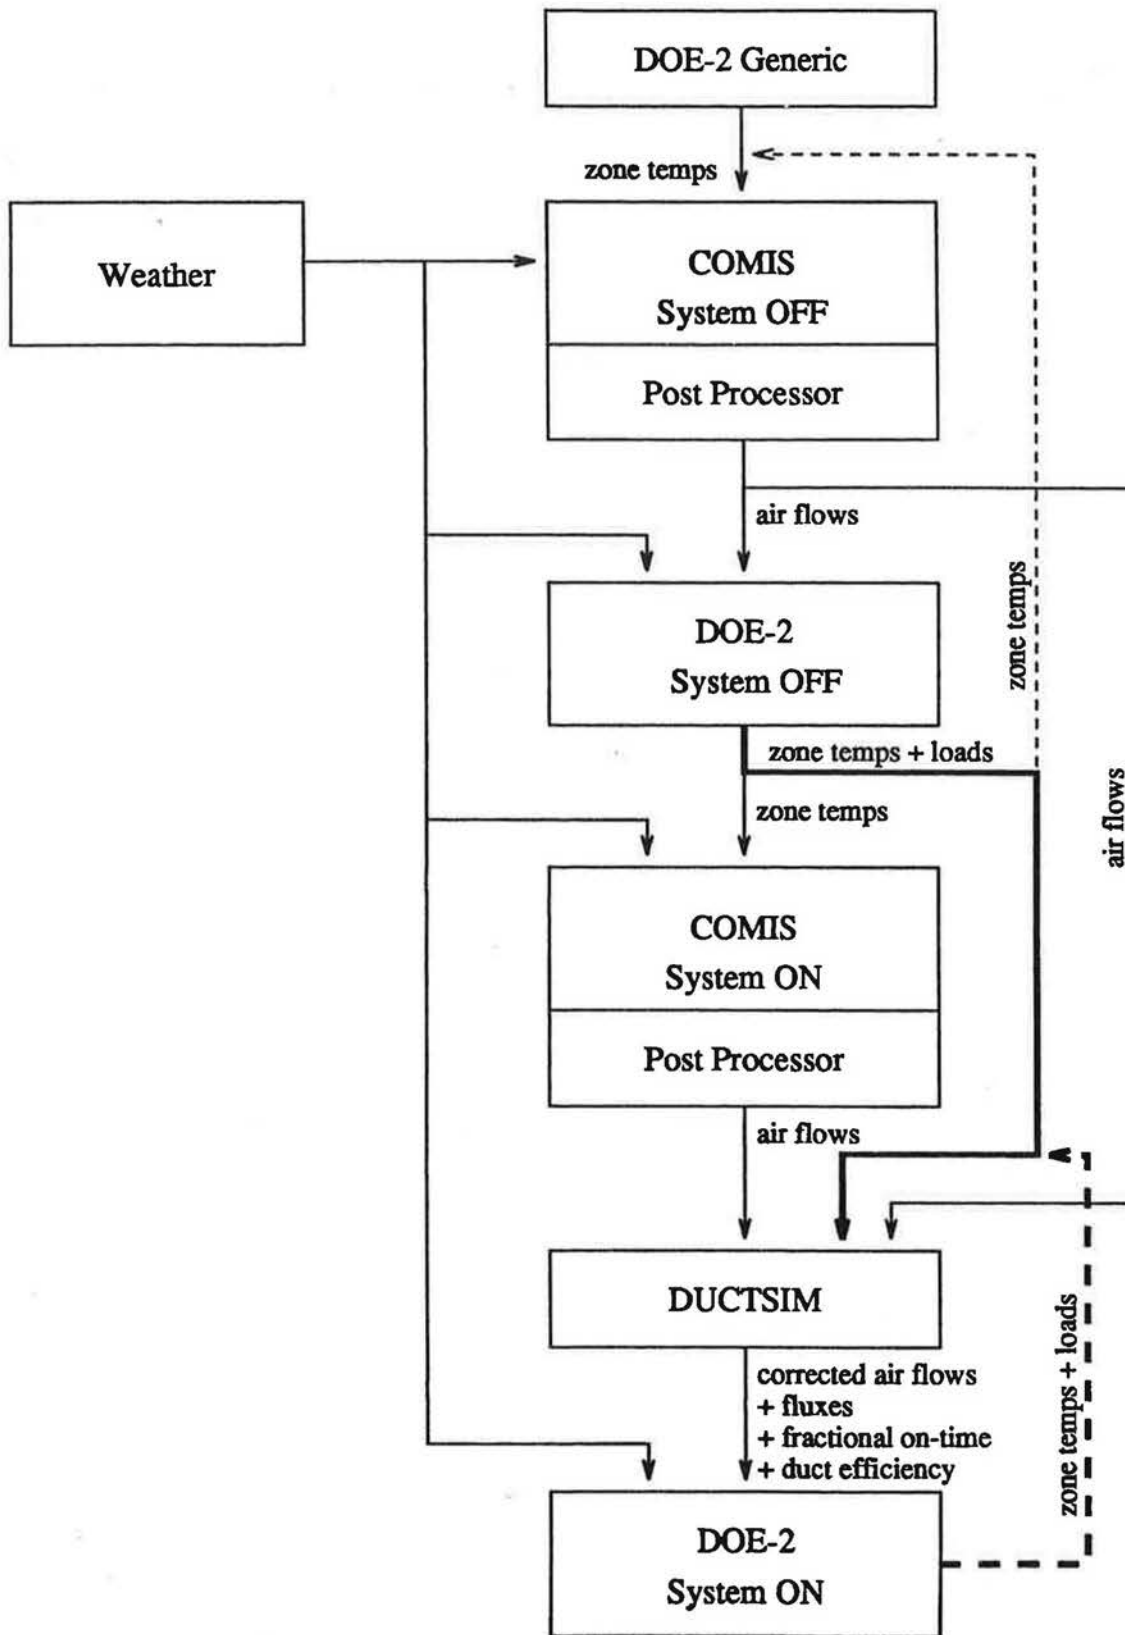 DOE-2 Generic
zone temps
Weather
COMIS
System OFF
Post Processor
air flows
DOE-2
System OFF
zone temps
zone temps + loads
zone temps
air flows
COMIS
System ON
Post Processor
air flows
DUCTSIM
corrected air flows
+ fluxes
+ fractional on-time
+ duct efficiency
zone temps + loads
DOE-2
System ON